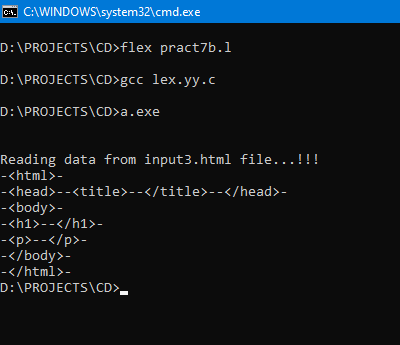 C:\WINDOWS\system32\cmd.exe
D:\PROJECTS\CD>flex pract7b.l
D:\PROJECTS\CD>gcc lex.yy.c
D:\PROJECTS\CD>a.exe
Reading data from input3.html file...!!!
-<html>-
-<head>--<title>--</title>--</head>-
-<body>-
-<h1>--</h1>-
-<p>--</p>-
-</body>-
-</html>-
D:\PROJECTS\CD>